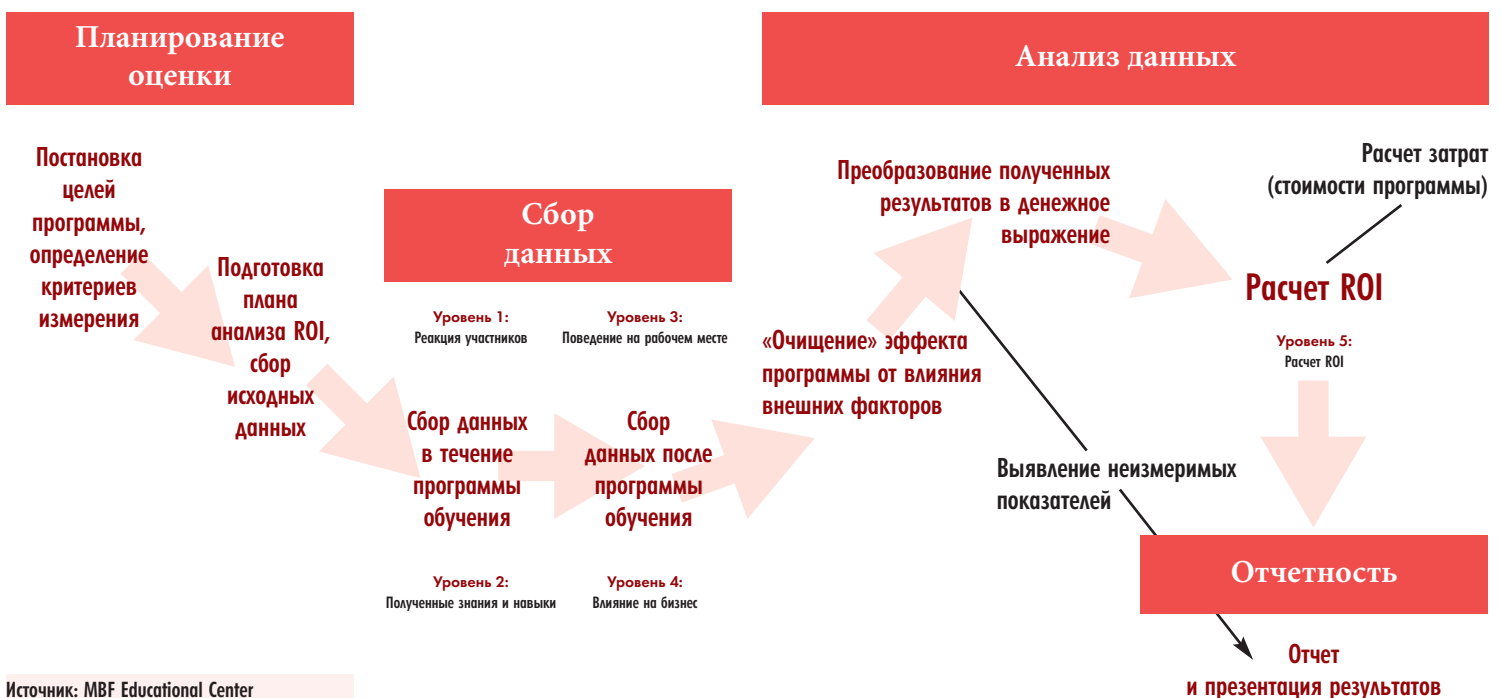 Планирование
оценки
Постановка
целей
программы,
определение
критериев
измерения
Подготовка
плана
анализа ROI,
сбор
исходных
данных
Сбор
данных
Уровень 1:
Реакция участников
Уровень 3:
Поведение на рабочем месте
Сбор данных
в течение
программы
обучения
Сбор
данных после
программы
обучения
Уровень 2:
Полученные знания и навыки
Уровень 4:
Влияние на бизнес
Анализ данных
«Очищение» эффекта
программы от влияния
внешних факторов
Преобразование полученных
результатов в денежное
выражение
Расчет затрат
(стоимости программы)
Расчет ROI
Уровень 5:
Расчет ROI
Выявление неизмеримых
показателей
Отчетность
Отчет
и презентация результатов
Источник: MBF Educational Center